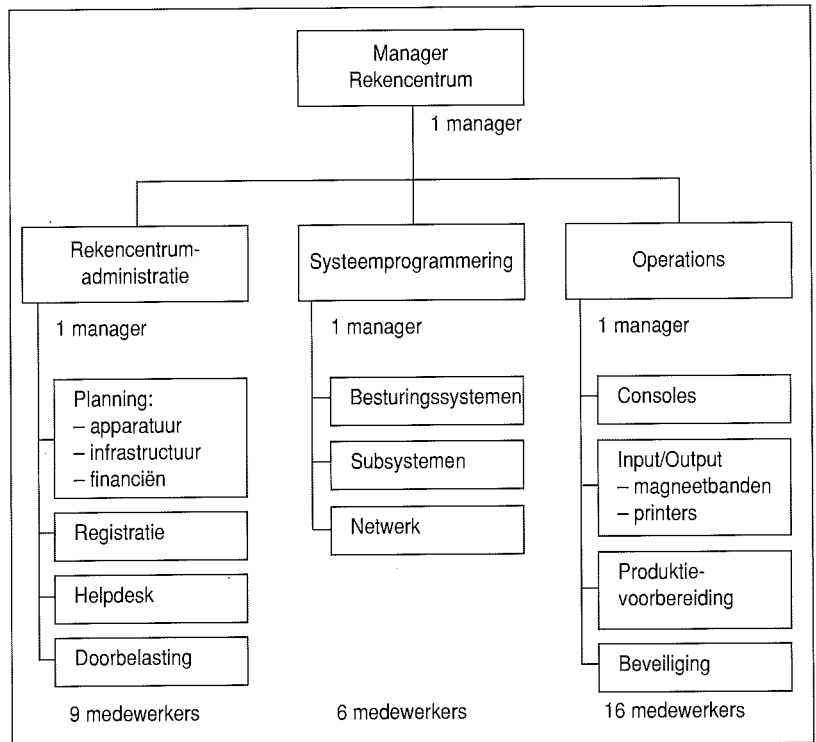 Manager
Rekencentrum
1 manager
Rekencentrum-
administratie
1 manager
Planning:
– apparatuur
– infrastructuur
– financiën
Registratie
Helpdesk
Doorbelasting
9 medewerkers
Systeemprogrammering
1 manager
Besturingssystemen
Subsystemen
Netwerk
6 medewerkers
Operations
1 manager
Consoles
Input/Output
– magneetbanden
– printers
Produktie-
voorbereiding
Beveiliging
16 medewerkers